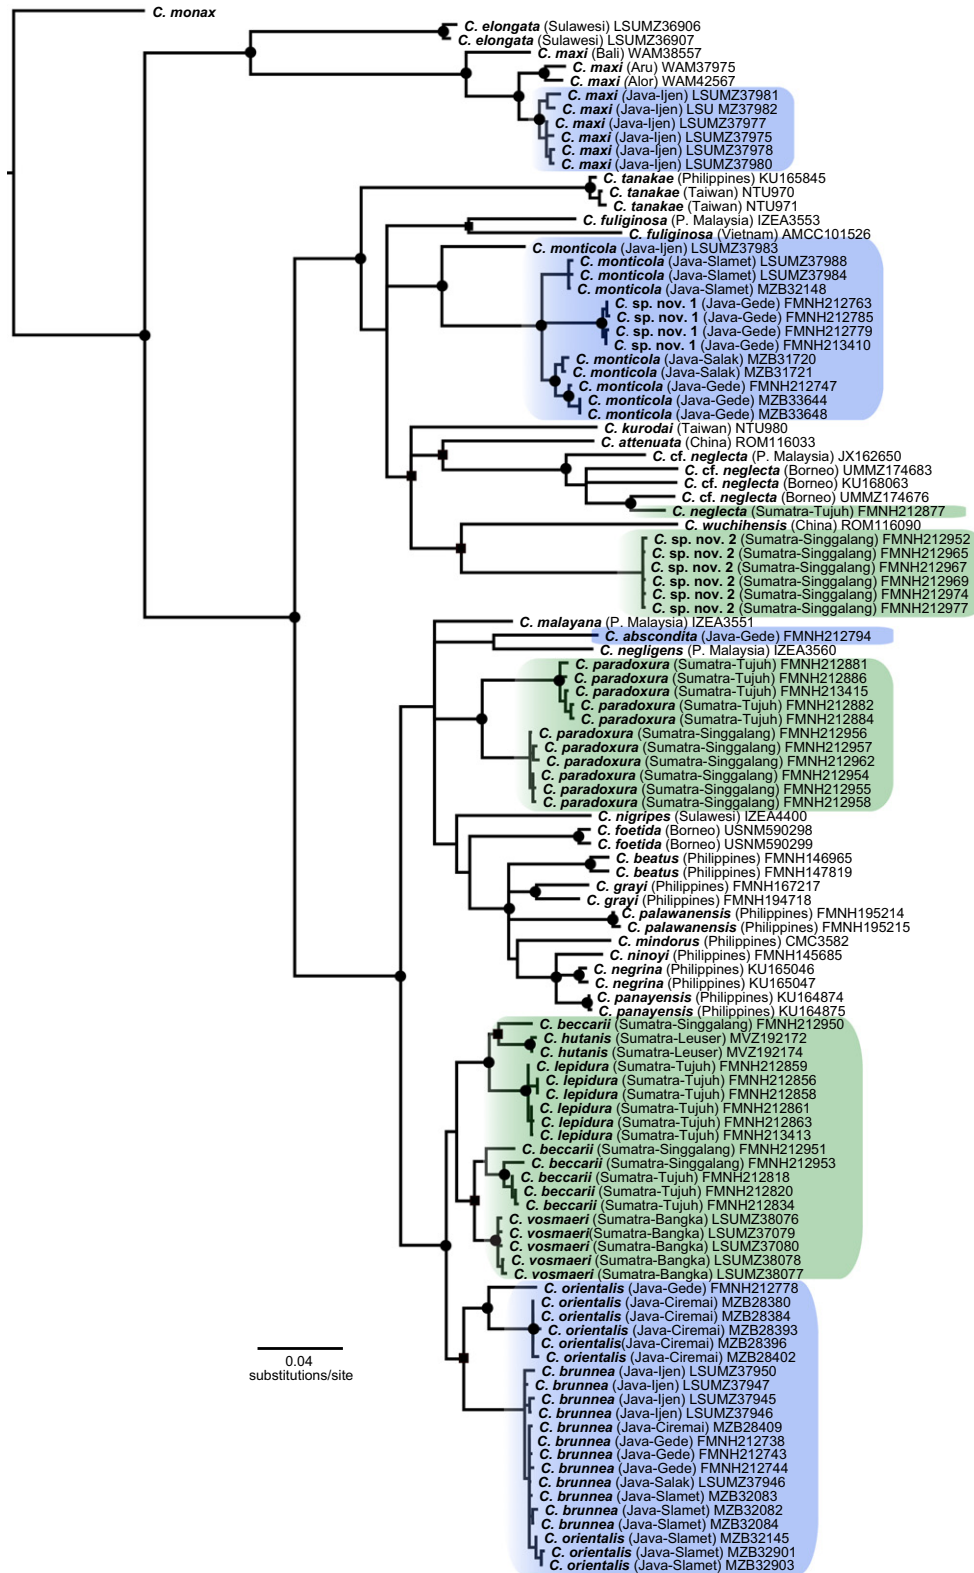 C. monax
C. elongata (Sulawesi) LSUMZ36906
C. elongata (Sulawesi) LSUMZ36907
C. maxi (Bali) WAM38557
C. maxi (Aru) WAM37975
C. maxi (Alor) WAM42567
C. maxi (Java-Ijen) LSUMZ37981
C. maxi (Java-Ijen) LSU MZ37982
C. maxi (Java-Ijen) LSUMZ37977
C. maxi (Java-Ijen) LSUMZ37975
C. maxi (Java-Ijen) LSUMZ37978
C. maxi (Java-Ijen) LSUMZ37980
C. tanakae (Philippines) KU165845
C. tanakae (Taiwan) NTU970
C. tanakae (Taiwan) NTU971
C. fuliginosa (P. Malaysia) IZEA3553
C. fuliginosa (Vietnam) AMCC101526
C. monticola (Java-Ijen) LSUMZ37983
C. monticola (Java-Slamet) LSUMZ37988
C. monticola (Java-Slamet) LSUMZ37984
C. monticola (Java-Slamet) MZB32148
C. sp. nov. 1 (Java-Gede) FMNH212763
C. sp. nov. 1 (Java-Gede) FMNH212785
C. sp. nov. 1 (Java-Gede) FMNH212779
C. sp. nov. 1 (Java-Gede) FMNH213410
C. monticola (Java-Salak) MZB31720
C. monticola (Java-Salak) MZB31721
C. monticola (Java-Gede) FMNH212747
C. monticola (Java-Gede) MZB33644
C. monticola (Java-Gede) MZB33648
C. kurodai (Taiwan) NTU980
C. attenuata (China) ROM116033
C. cf. neglecta (P. Malaysia) JX162650
C. cf. neglecta (Borneo) UMMZ174683
C. cf. neglecta (Borneo) KU168063
C. cf. neglecta (Borneo) UMMZ174676
C. neglecta (Sumatra-Tujuh) FMNH212877
C. wuchihensis (China) ROM116090
C. sp. nov. 2 (Sumatra-Singgalang) FMNH212952
C. sp. nov. 2 (Sumatra-Singgalang) FMNH212965
C. sp. nov. 2 (Sumatra-Singgalang) FMNH212967
C. sp. nov. 2 (Sumatra-Singgalang) FMNH212969
C. sp. nov. 2 (Sumatra-Singgalang) FMNH212974
C. sp. nov. 2 (Sumatra-Singgalang) FMNH212977
C. malayana (P. Malaysia) IZEA3551
C. abscondita (Java-Gede) FMNH212794
C. negligens (P. Malaysia) IZEA3560
C. paradoxura (Sumatra-Tujuh) FMNH212881
C. paradoxura (Sumatra-Tujuh) FMNH212886
C. paradoxura (Sumatra-Tujuh) FMNH213415
C. paradoxura (Sumatra-Tujuh) FMNH212882
C. paradoxura (Sumatra-Tujuh) FMNH212884
C. paradoxura (Sumatra-Singgalang) FMNH212956
C. paradoxura (Sumatra-Singgalang) FMNH212957
C. paradoxura (Sumatra-Singgalang) FMNH212962
C. paradoxura (Sumatra-Singgalang) FMNH212954
C. paradoxura (Sumatra-Singgalang) FMNH212955
C. paradoxura (Sumatra-Singgalang) FMNH212958
C. nigripes (Sulawesi) IZEA4400
C. foetida (Borneo) USNM590298
C. foetida (Borneo) USNM590299
C. beatus (Philippines) FMNH146965
C. beatus (Philippines) FMNH147819
C. grayi (Philippines) FMNH167217
C. grayi (Philippines) FMNH194718
C. palawanensis (Philippines) FMNH195214
C. palawanensis (Philippines) FMNH195215
C. mindorus (Philippines) CMC3582
C. ninoyi (Philippines) FMNH145685
C. negrina (Philippines) KU165046
C. negrina (Philippines) KU165047
C. panayensis (Philippines) KU164874
C. panayensis (Philippines) KU164875
C. beccarii (Sumatra-Singgalang) FMNH212950
C. hutanis (Sumatra-Leuser) MVZ192172
C. hutanis (Sumatra-Leuser) MVZ192174
C. lepidura (Sumatra-Tujuh) FMNH212859
C. lepidura (Sumatra-Tujuh) FMNH212856
C. lepidura (Sumatra-Tujuh) FMNH212858
C. lepidura (Sumatra-Tujuh) FMNH212861
C. lepidura (Sumatra-Tujuh) FMNH212863
C. lepidura (Sumatra-Tujuh) FMNH213413
C. beccarii (Sumatra-Singgalang) FMNH212951
C. beccarii (Sumatra-Singgalang) FMNH212953
C. beccarii (Sumatra-Tujuh) FMNH212818
C. beccarii (Sumatra-Tujuh) FMNH212820
C. beccarii (Sumatra-Tujuh) FMNH212834
C. vosmaeri (Sumatra-Bangka) LSUMZ38076
C. vosmaeri(Sumatra-Bangka) LSUMZ37079
C. vosmaeri (Sumatra-Bangka) LSUMZ37080
C. vosmaeri (Sumatra-Bangka) LSUMZ38078
C. vosmaeri (Sumatra-Bangka) LSUMZ38077
C. orientalis (Java-Gede) FMNH212778
C. orientalis (Java-Ciremai) MZB28380
C. orientalis (Java-Ciremai) MZB28384
C. orientalis (Java-Ciremai) MZB28393
C. orientalis(Java-Ciremai) MZB28396
C. orientalis (Java-Ciremai) MZB28402
C. brunnea (Java-Ijen) LSUMZ37950
C. brunnea (Java-Ijen) LSUMZ37947
C. brunnea (Java-Ijen) LSUMZ37945
C. brunnea (Java-Ijen) LSUMZ37946
C. brunnea (Java-Ciremai) MZB28409
C. brunnea (Java-Gede) FMNH212738
C. brunnea (Java-Gede) FMNH212743
C. brunnea (Java-Gede) FMNH212744
C. brunnea (Java-Salak) LSUMZ37946
C. brunnea (Java-Slamet) MZB32083
C. brunnea (Java-Slamet) MZB32082
C. brunnea (Java-Slamet) MZB32084
C. orientalis (Java-Slamet) MZB32145
C. orientalis (Java-Slamet) MZB32901
C. orientalis (Java-Slamet) MZB32903
0.04
substitutions/site